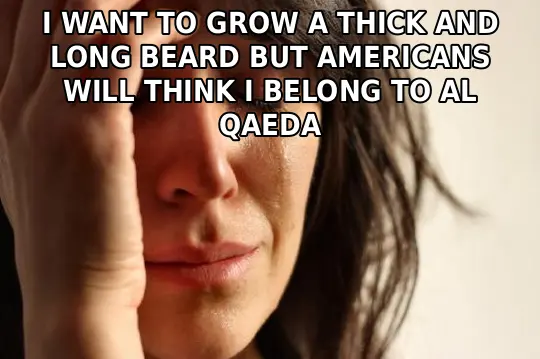 I WANT TO GROW A THICK AND
LONG BEARD BUT AMERICANS
WILL THINK I BELONG TO AL
QAEDA